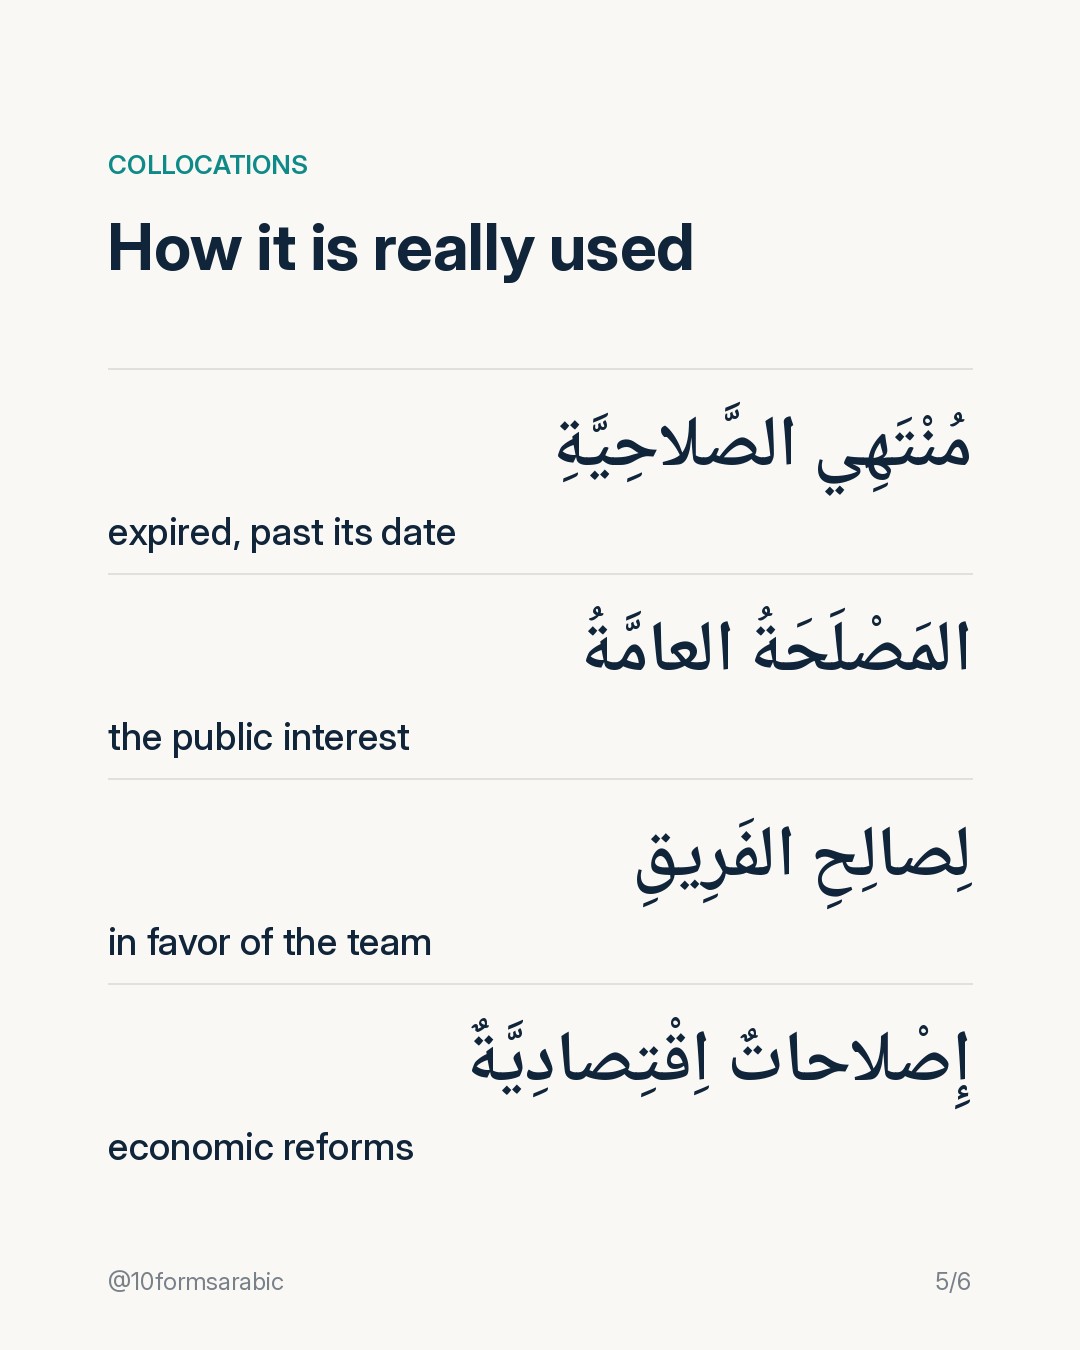 COLLOCATIONS
How it is really used
مُنْتَهِي الصَّلاحِيَّةِ
expired, past its date
المَصْلَحَةُ العامَّةُ
the public interest
لِصالِحِ الفَرِيقِ
in favor of the team
إِصْلاحاتٌ اِقْتِصادِيَّةٌ
economic reforms
@10formsarabic
5/6